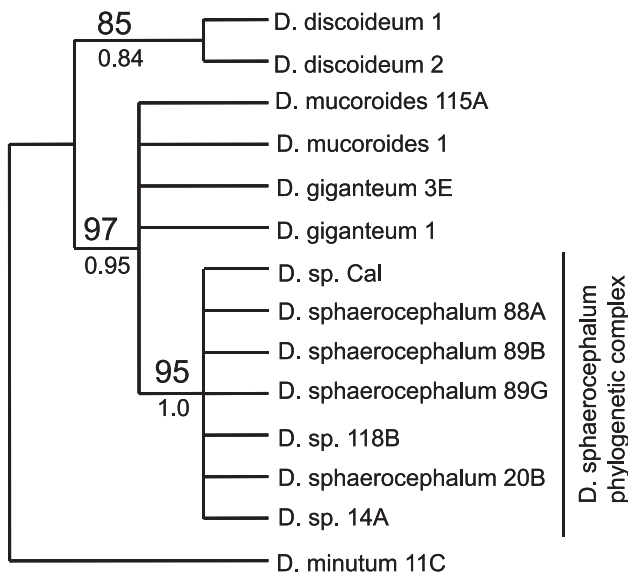 85
0.84
D. discoideum 1
D. discoideum 2
D. mucoroides 115A
D. mucoroides 1
D. giganteum 3E
97
0.95
D. giganteum 1
D. sp. Cal
D. sphaerocephalum 88A
D. sphaerocephalum 89B
95
1.0
D. sphaerocephalum 89G
D. sp. 118B
D. sphaerocephalum 20B
D. sp. 14A
D. minutum 11C
D. sphaerocephalum
phylogenetic complex